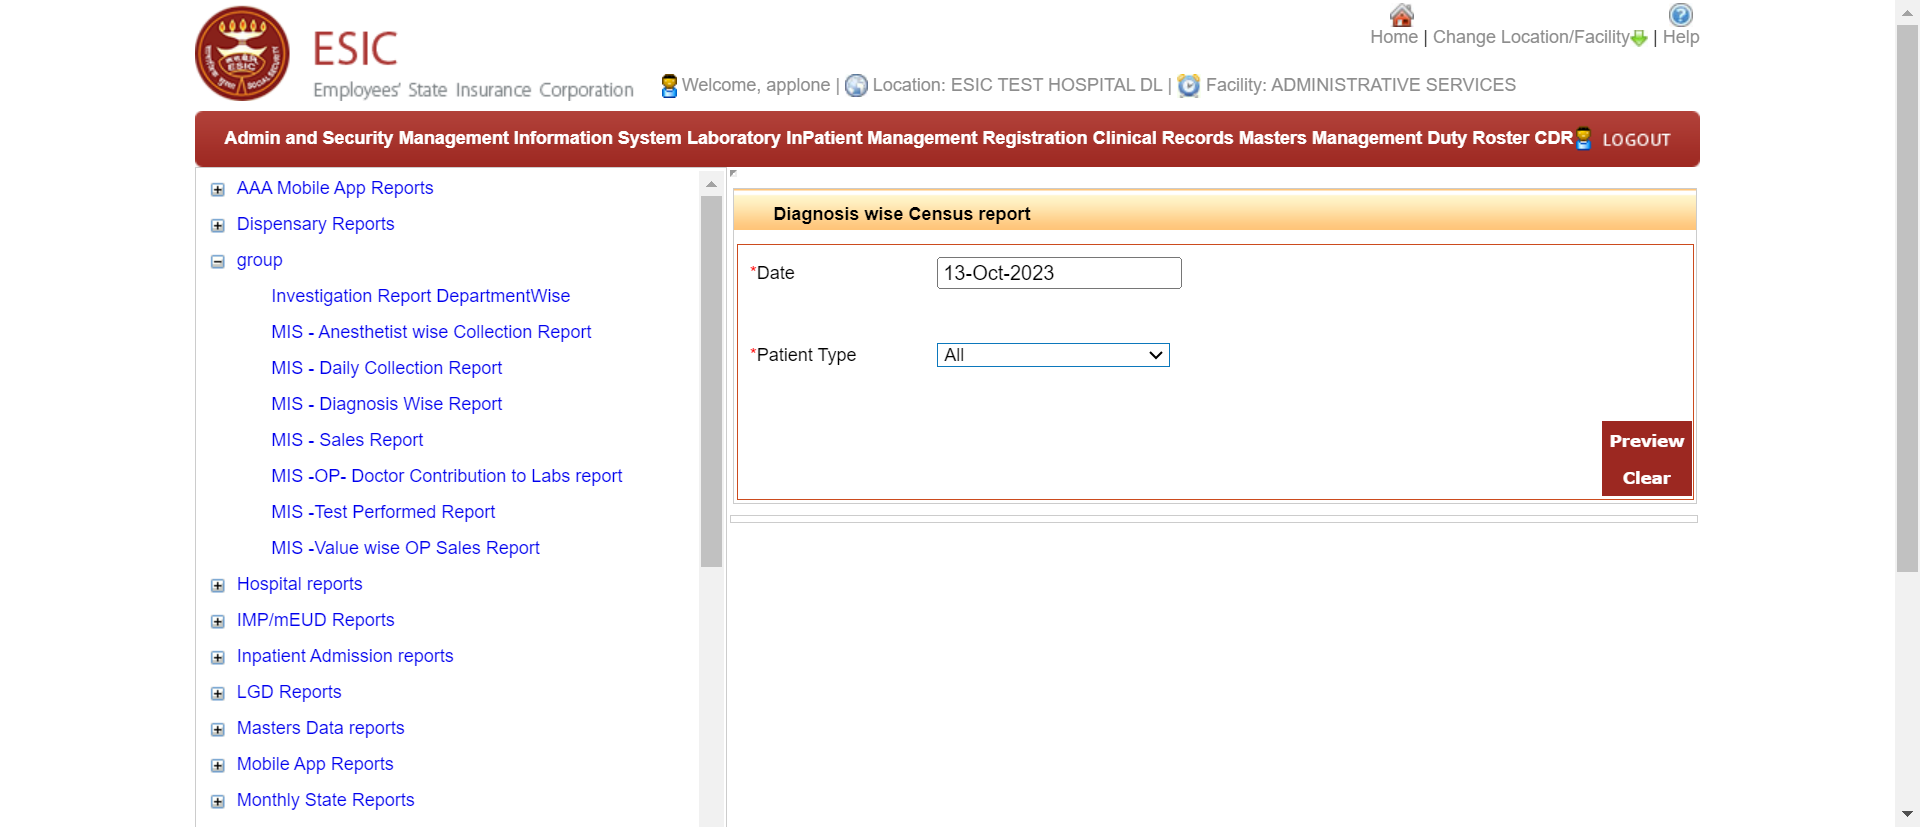 ESIC
Employees' State Insurance Corporation
Home | Change Location/Facility | Help
Welcome, applone | Location: ESIC TEST HOSPITAL DL | Facility: ADMINISTRATIVE SERVICES
Admin and Security Management Information System Laboratory InPatient Management Registration Clinical Records Masters Management Duty Roster CDR LOGOUT
AAA Mobile App Reports
Dispensary Reports
group
Investigation Report DepartmentWise
MIS - Anesthetist wise Collection Report
MIS - Daily Collection Report
MIS - Diagnosis Wise Report
MIS - Sales Report
MIS -OP- Doctor Contribution to Labs report
MIS -Test Performed Report
MIS -Value wise OP Sales Report
Hospital reports
IMP/mEUD Reports
Inpatient Admission reports
LGD Reports
Masters Data reports
Mobile App Reports
Monthly State Reports
Diagnosis wise Census report
*Date 13-Oct-2023
*Patient Type All
Preview
Clear